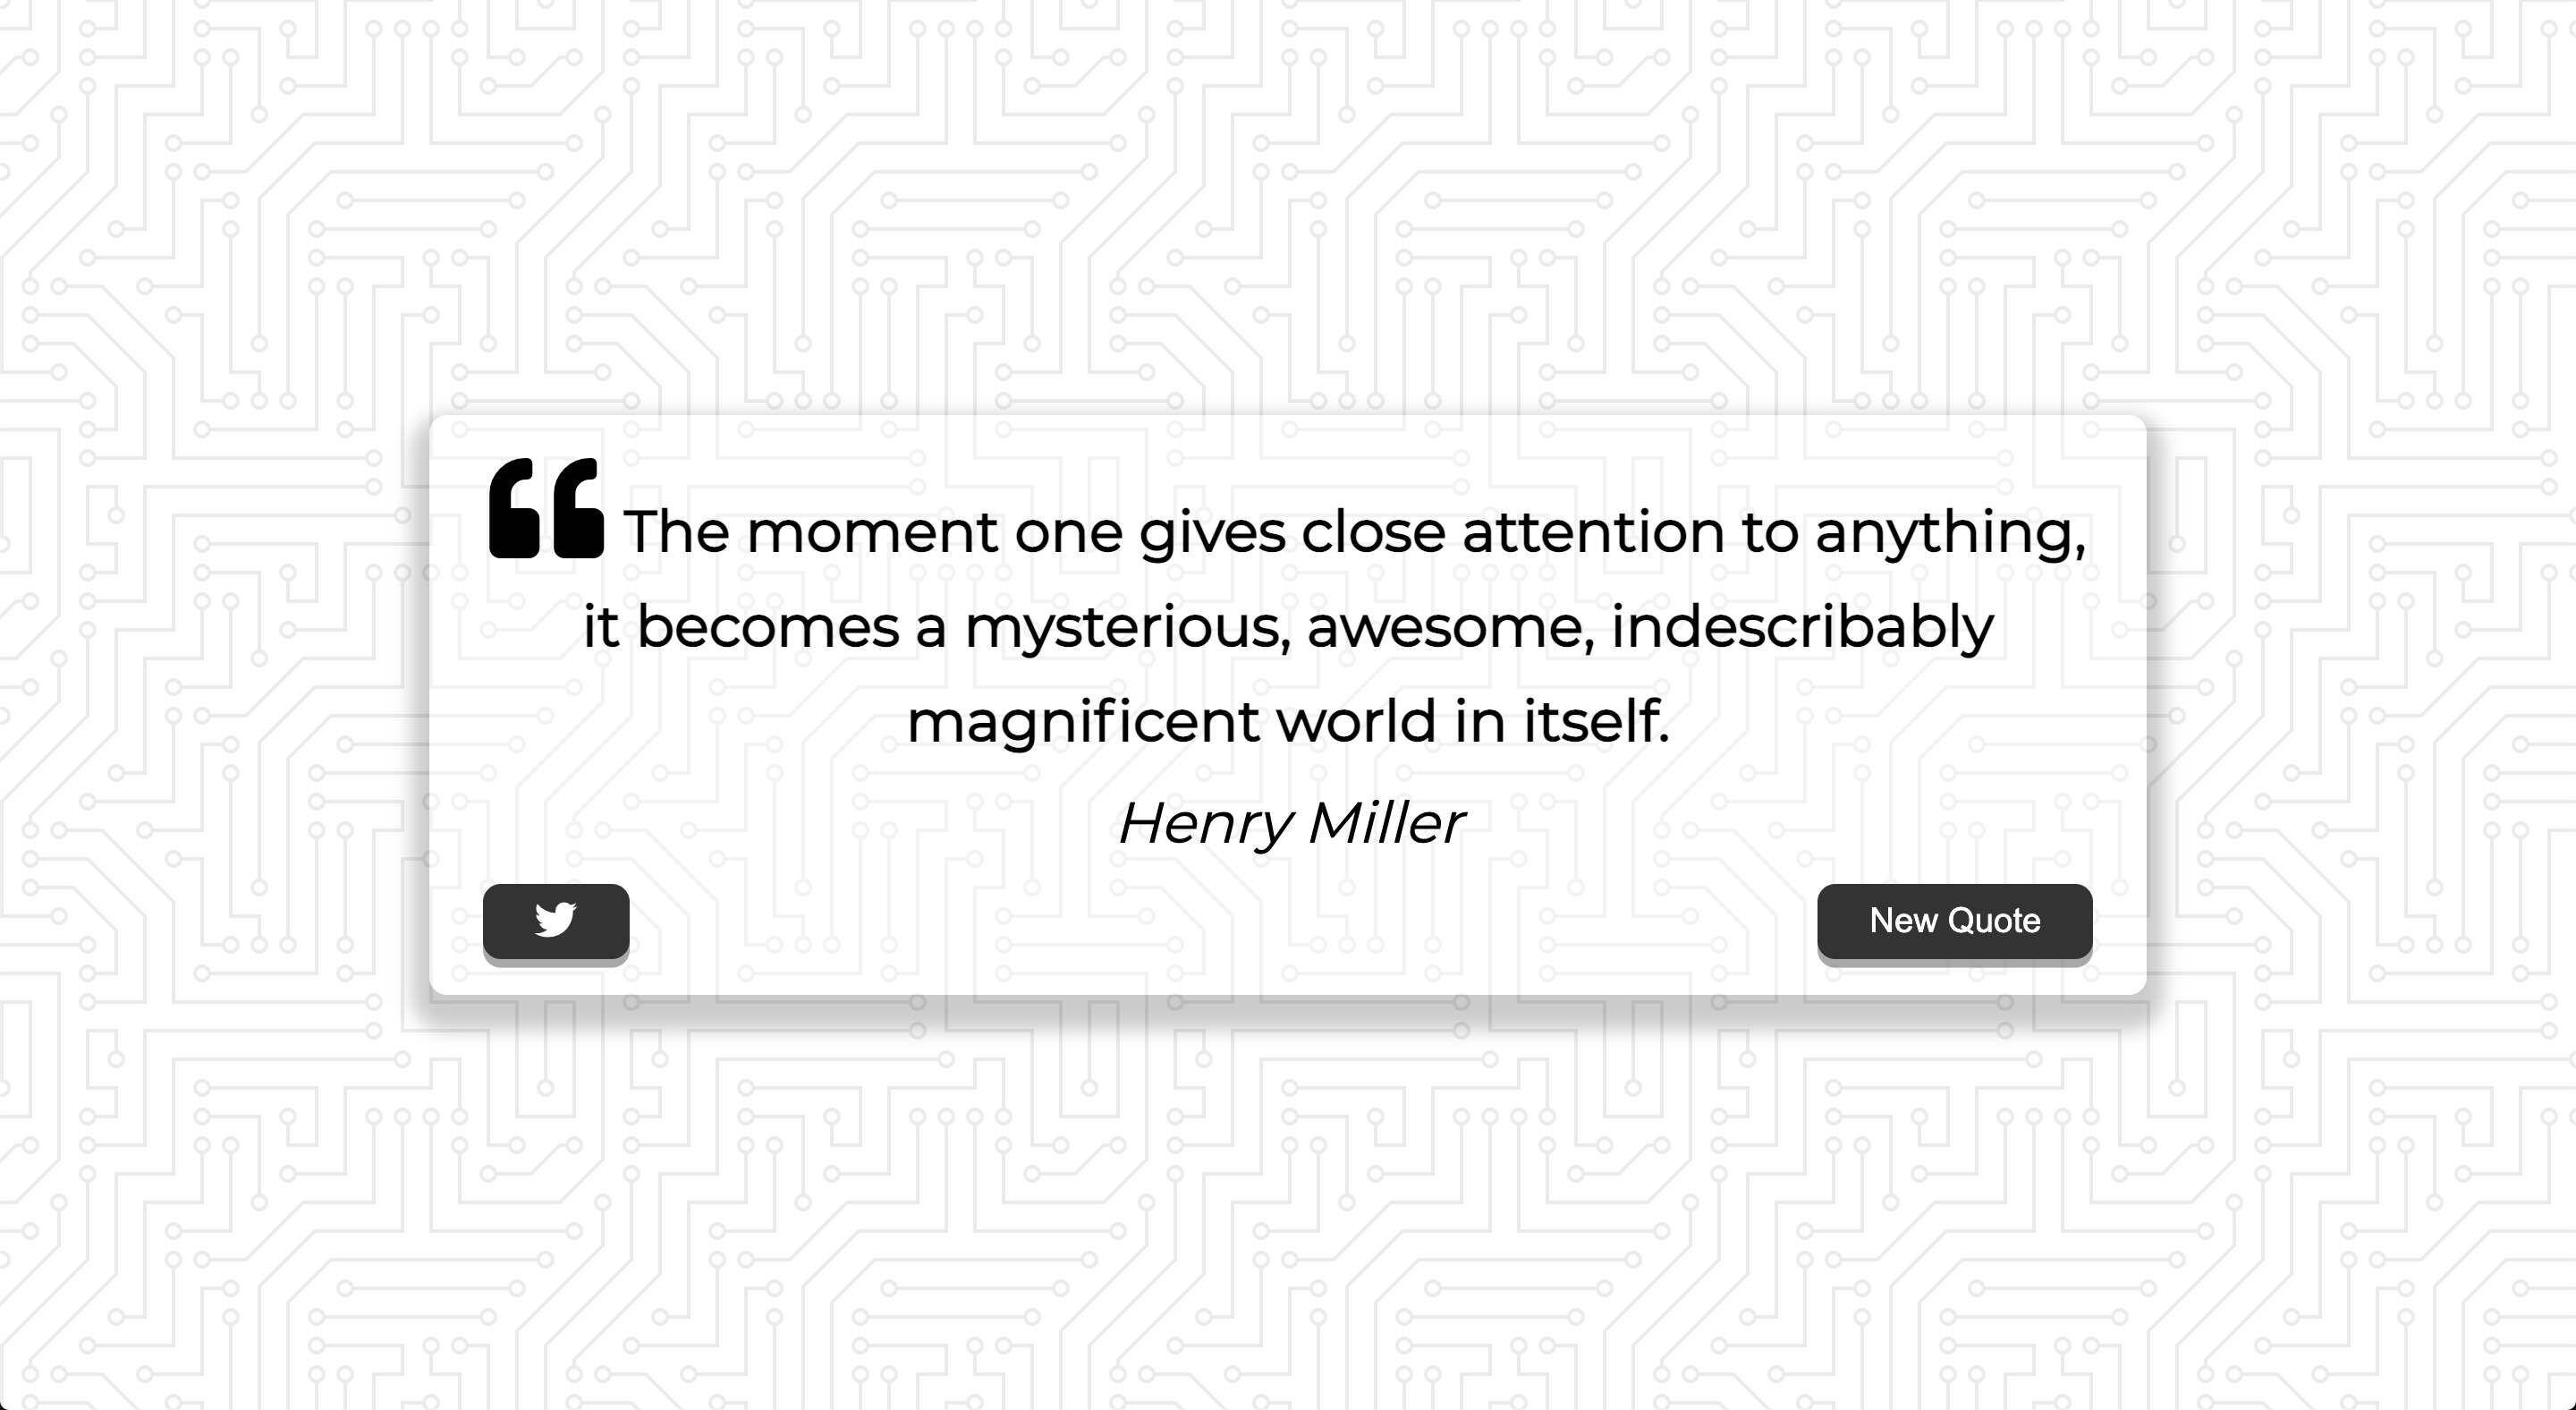 ❝ The moment one gives close attention to anything,
it becomes a mysterious, awesome, indescribably
magnificent world in itself.
Henry Miller
New Quote